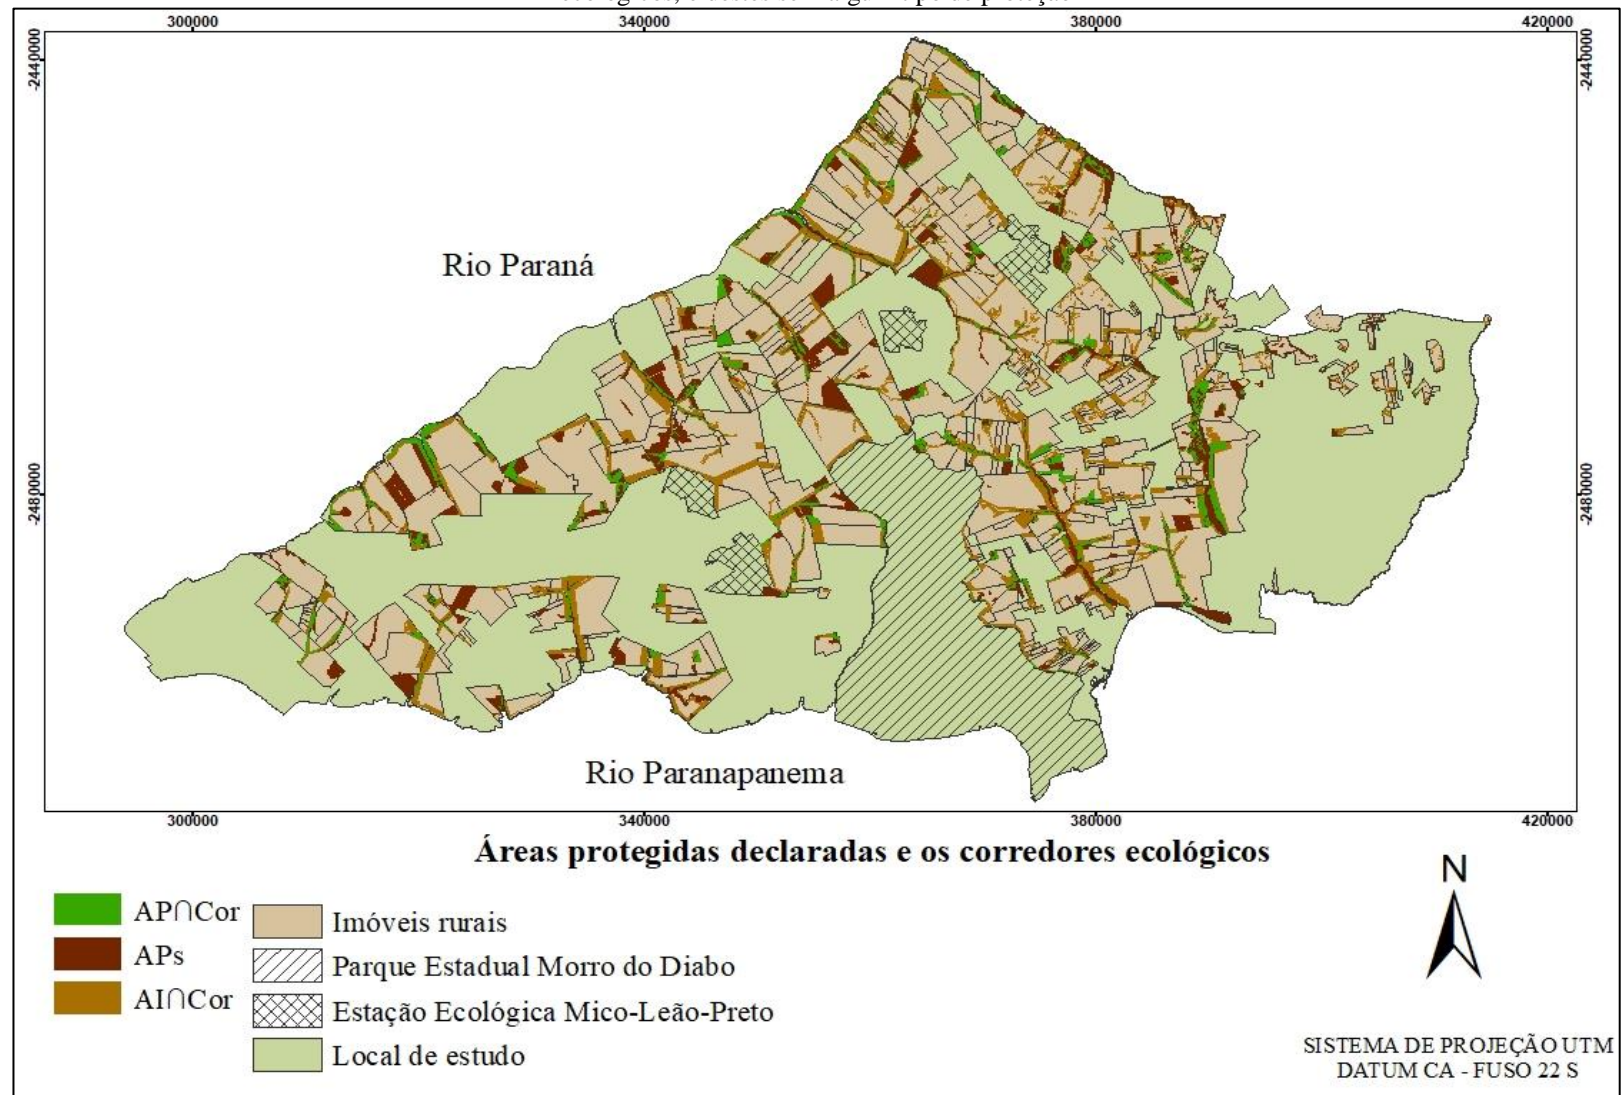 300000 340000 380000 420000
-2440000 -2440000
Rio Paraná
-2480000 -2480000
Rio Paranapanema
300000 340000 380000 420000
Áreas protegidas declaradas e os corredores ecológicos
AP∩Cor
APs
AI∩Cor
Imóveis rurais
Parque Estadual Morro do Diabo
Estação Ecológica Mico-Leão-Preto
Local de estudo
N
SISTEMA DE PROJEÇÃO UTM
DATUM CA - FUSO 22 S